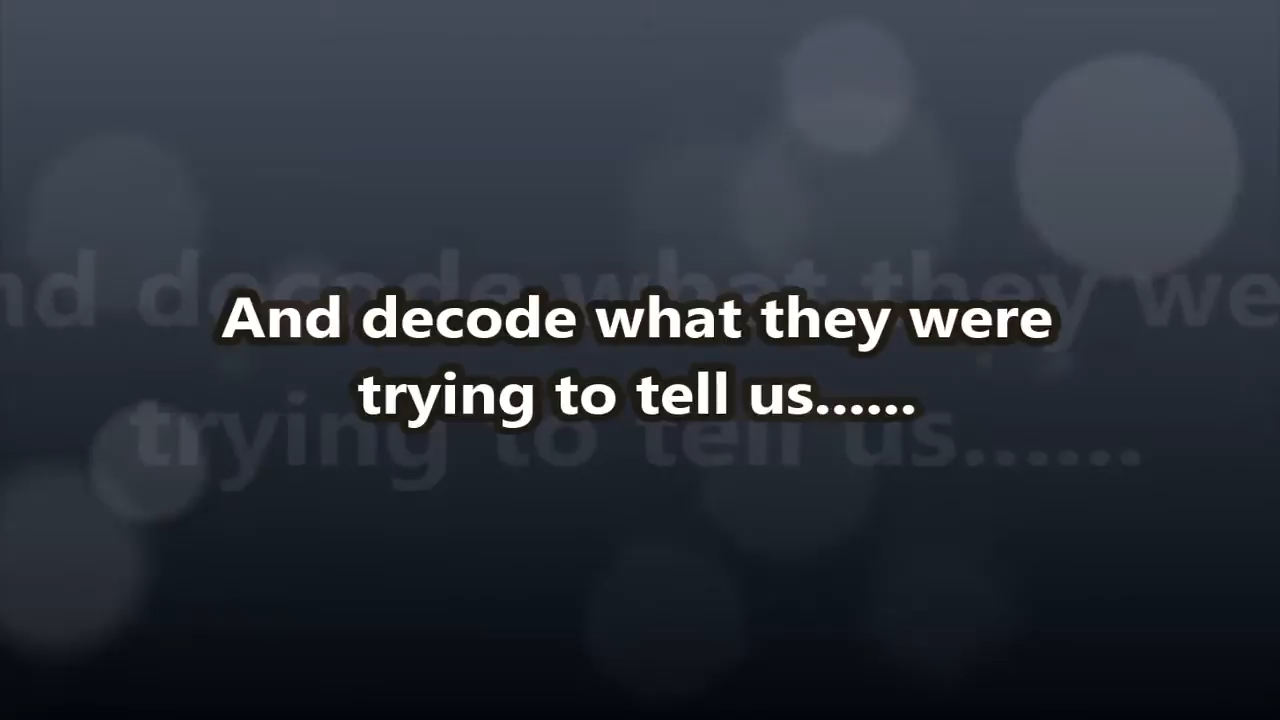 And decode what they were
trying to tell us......